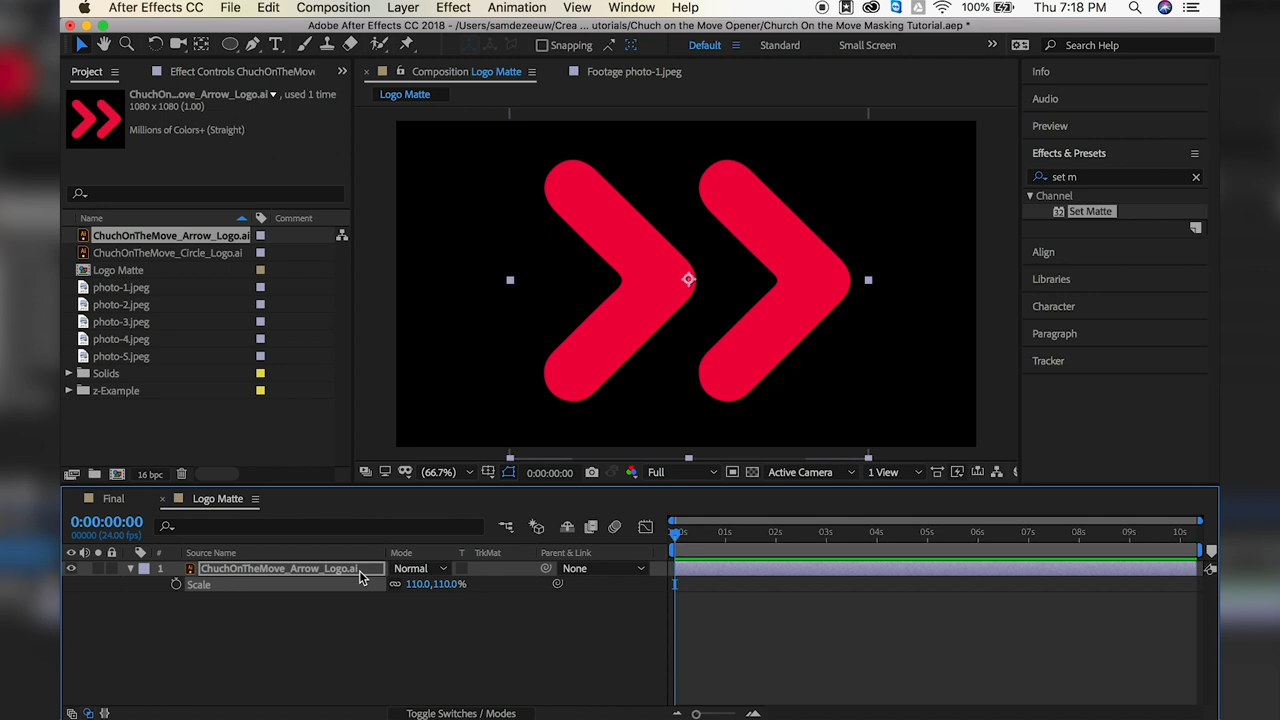 After Effects CC File Edit Composition Layer Effect Animation View Window Help 100% Thu 7:18 PM
Adobe After Effects CC 2018 - /Users/sandezeeuw/Crea ... utorials/Chuch on the Move Opener/Church On the Move Masking Tutorial.aep *
Snapping Default Standard Small Screen Search Help
Project Effect Controls ChuchOnTheMov Composition Logo Matte Footage photo-1.jpeg Info
ChuchOn...ove_Arrow_Logo.ai , used 1 time Logo Matte
1080 x 1080 (1.00) Audio
Millions of Colors+ (Straight) Preview
Effects & Presets
set m
Channel
32 Set Matte
Name Comment
ChuchOnTheMove_Arrow_Logo.ai
ChuchOnTheMove_Circle_Logo.ai Align
Logo Matte
photo-1.jpeg Libraries
photo-2.jpeg Character
photo-3.jpeg
photo-4.jpeg Paragraph
photo-5.jpeg Tracker
Solids
z-Example
16 bpc (66.7%) 0:00:00:00 Full Active Camera 1 View
Final Logo Matte
0:00:00:00
00000 (24.00 fps) 01s 02s 03s 04s 05s 06s 07s 08s 09s 10s
# Source Name Mode T TrkMat Parent & Link
1 ChuchOnTheMove_Arrow_Logo.ai Normal None
Scale 110.0,110.0%
Toggle Switches / Modes